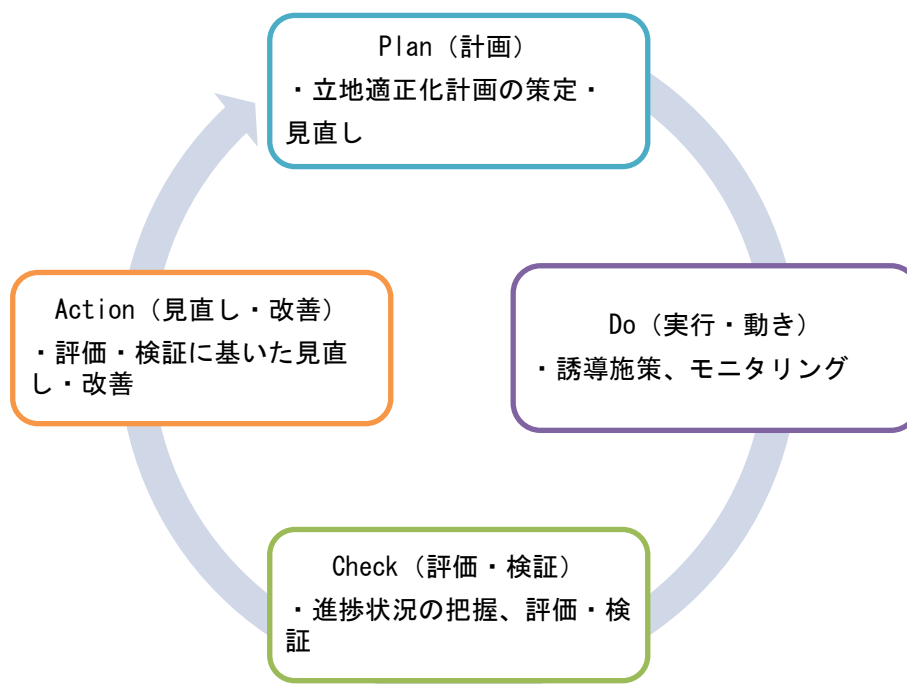 Plan（計画）
・立地適正化計画の策定・
見直し
Action（見直し・改善）
・評価・検証に基いた見直
し・改善
Do（実行・動き）
・誘導施策、モニタリング
Check（評価・検証）
・進捗状況の把握、評価・検
証